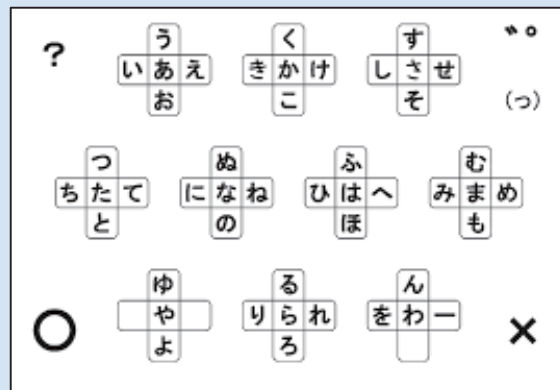 ? う く す ゛゜
いあえ きかけ しさせ
お こ そ (っ)
つ ぬ ふ む
ちたて になね ひはへ みまめ
と の ほ も
ゆ る ん
○ や りられ をわー ×
よ ろ